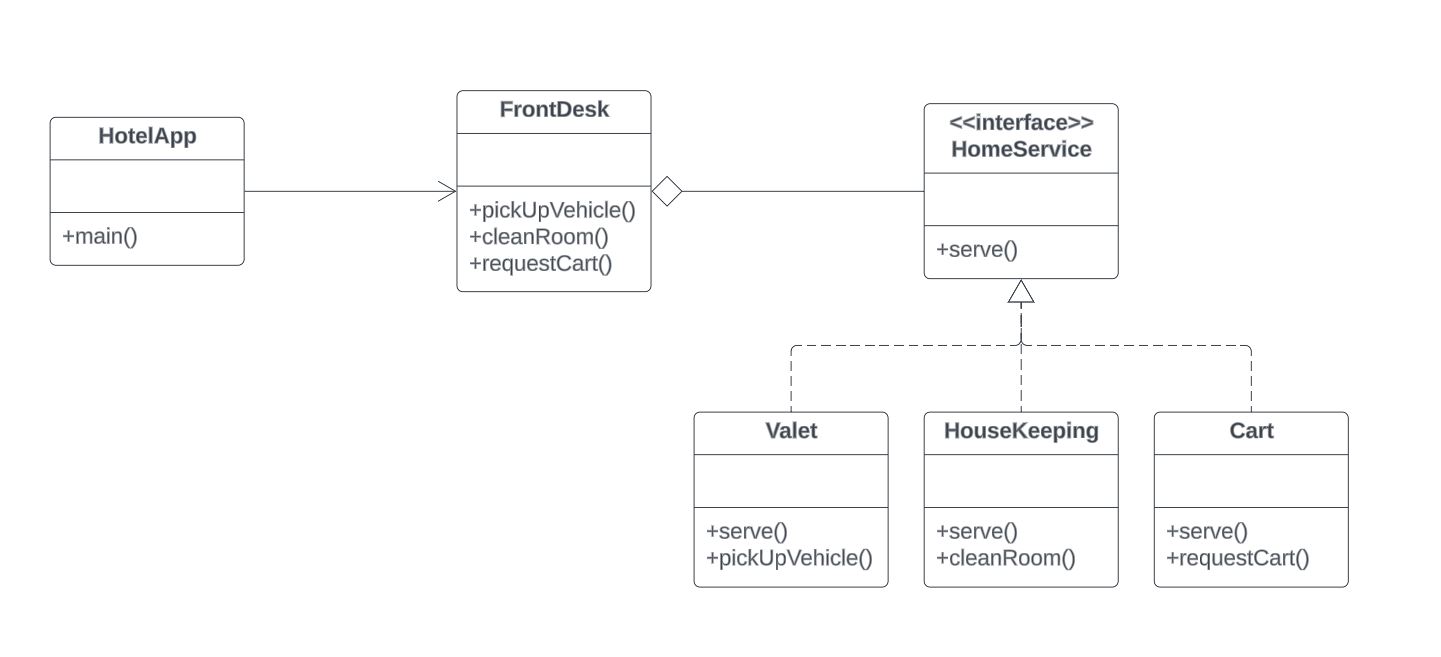 HotelApp
+main()
FrontDesk
+pickUpVehicle()
+cleanRoom()
+requestCart()
<<interface>>
HomeService
+serve()
Valet
+serve()
+pickUpVehicle()
HouseKeeping
+serve()
+cleanRoom()
Cart
+serve()
+requestCart()